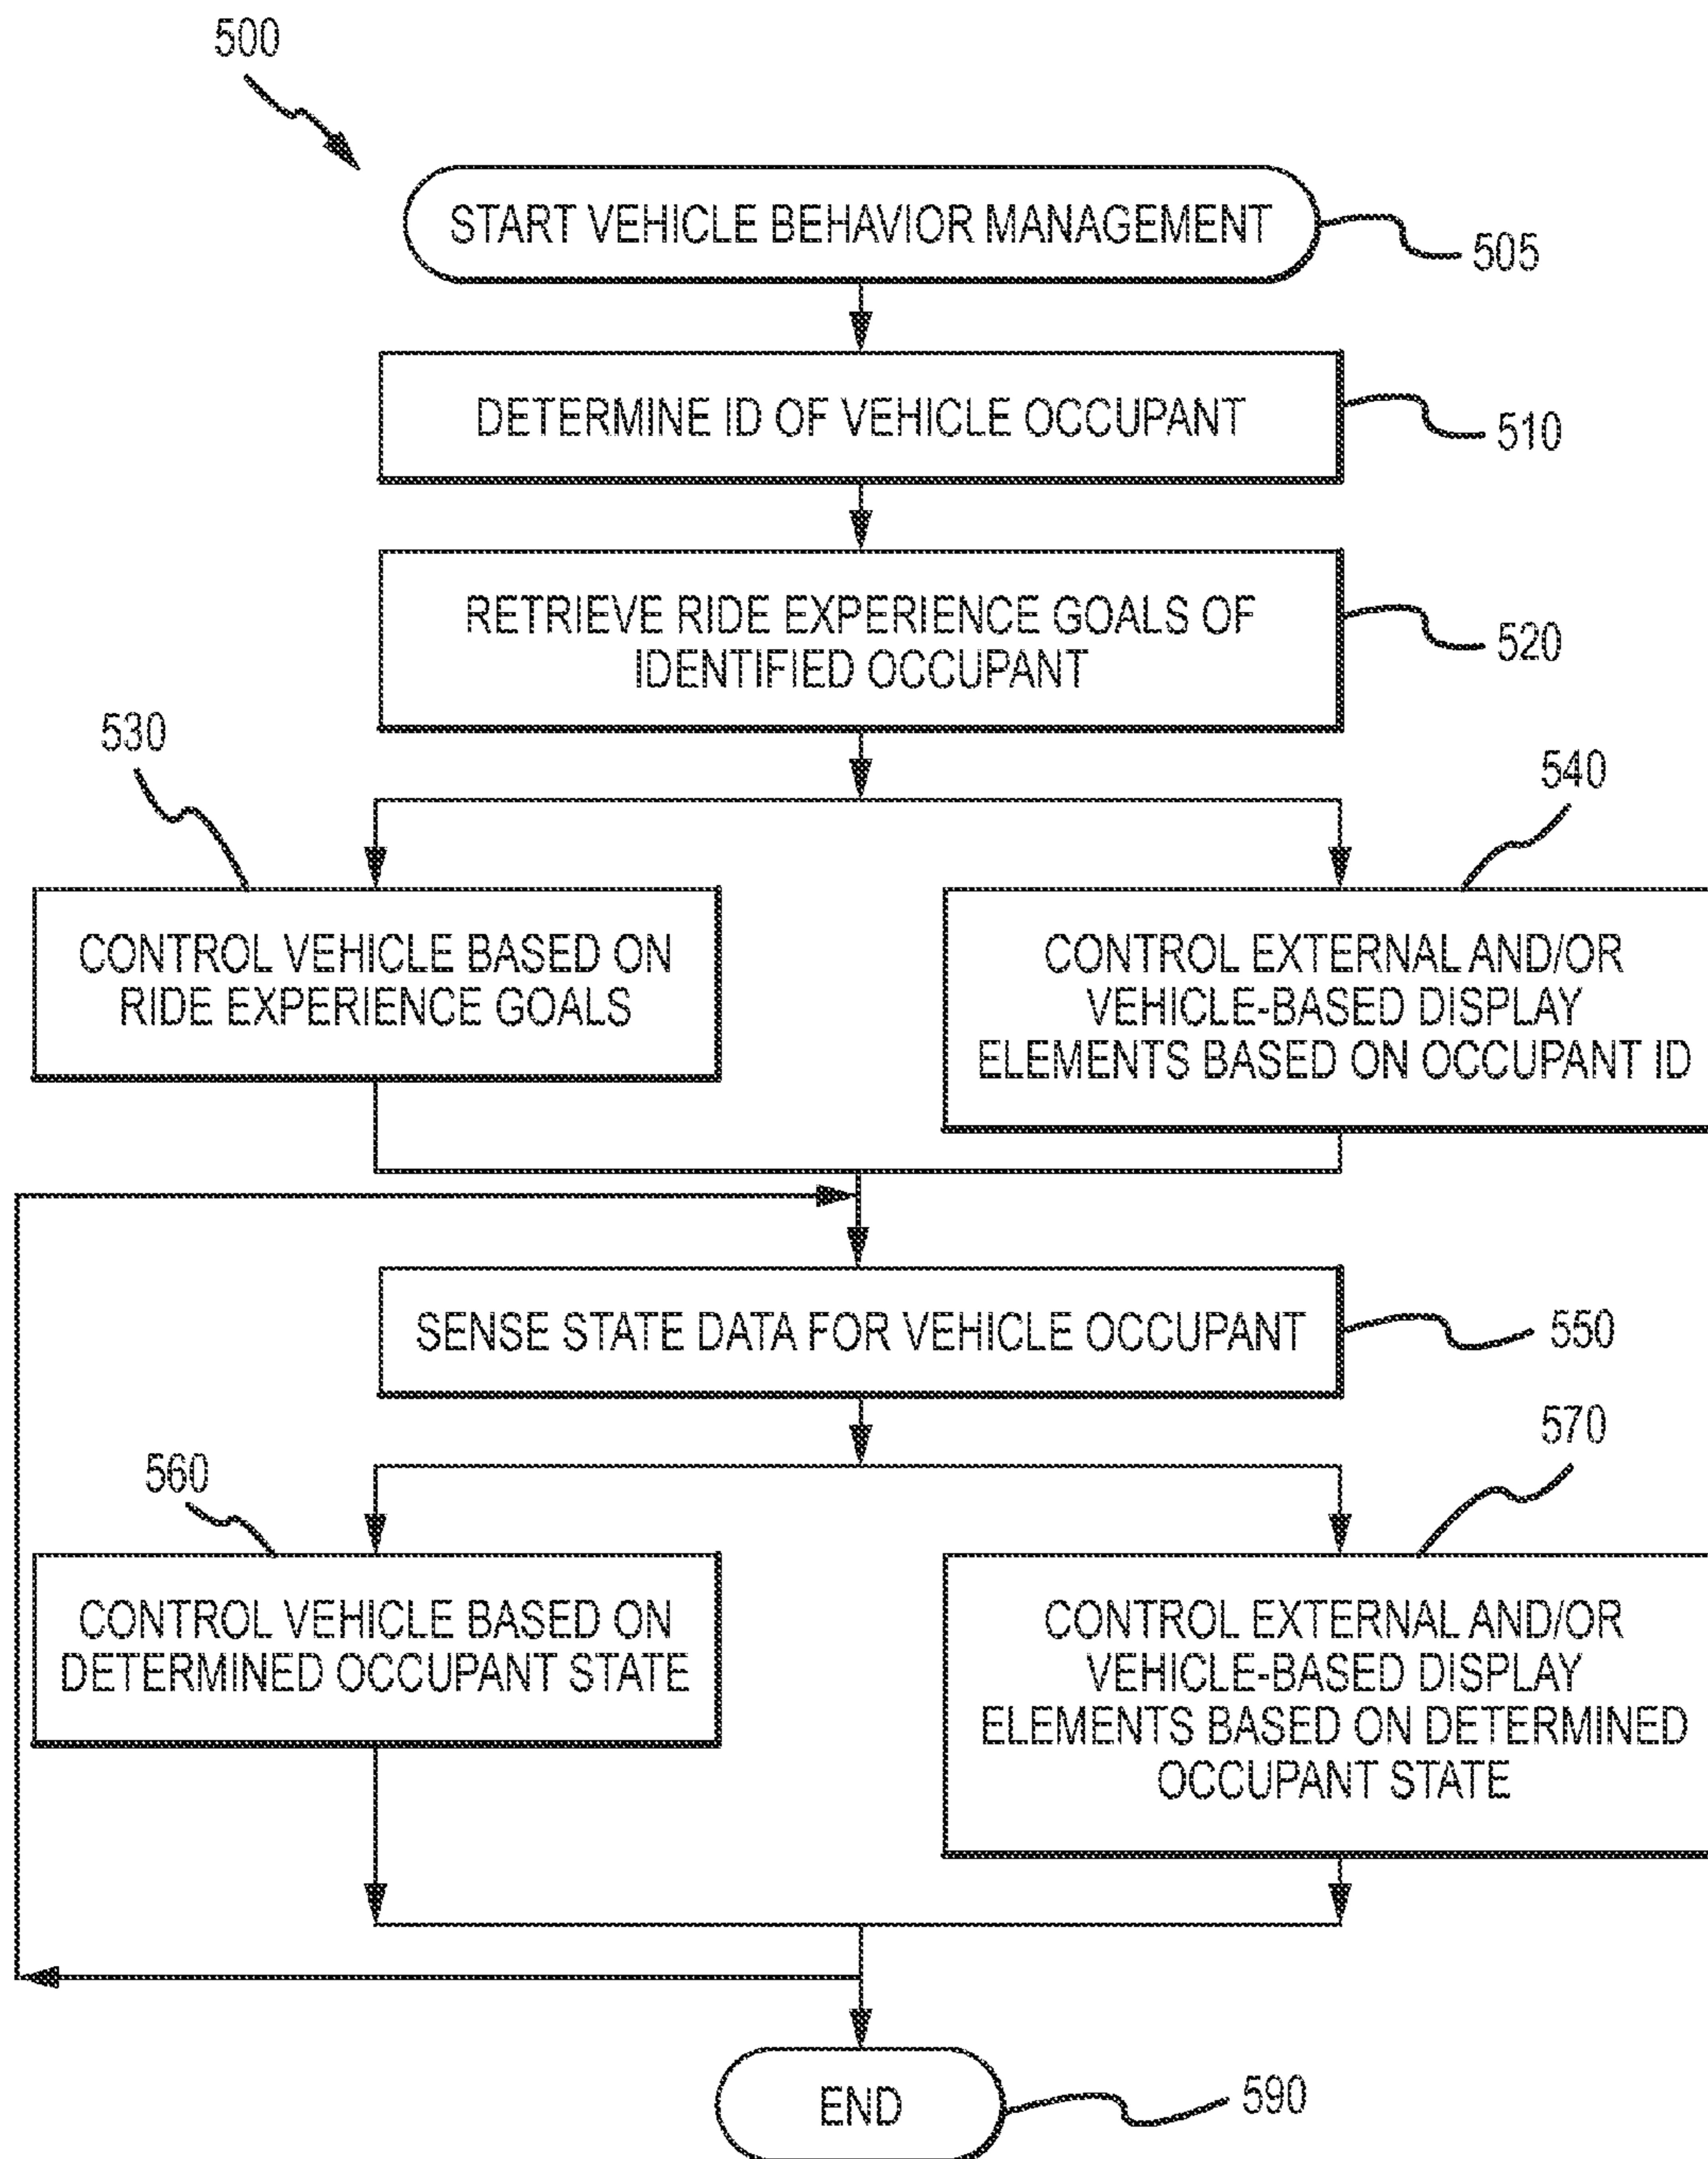 500
START VEHICLE BEHAVIOR MANAGEMENT
505
DETERMINE ID OF VEHICLE OCCUPANT
510
RETRIEVE RIDE EXPERIENCE GOALS OF
IDENTIFIED OCCUPANT
520
530
540
CONTROL VEHICLE BASED ON
RIDE EXPERIENCE GOALS
CONTROL EXTERNAL AND/OR
VEHICLE-BASED DISPLAY
ELEMENTS BASED ON OCCUPANT ID
SENSE STATE DATA FOR VEHICLE OCCUPANT
550
560
570
CONTROL VEHICLE BASED ON
DETERMINED OCCUPANT STATE
CONTROL EXTERNAL AND/OR
VEHICLE-BASED DISPLAY
ELEMENTS BASED ON DETERMINED
OCCUPANT STATE
END
590